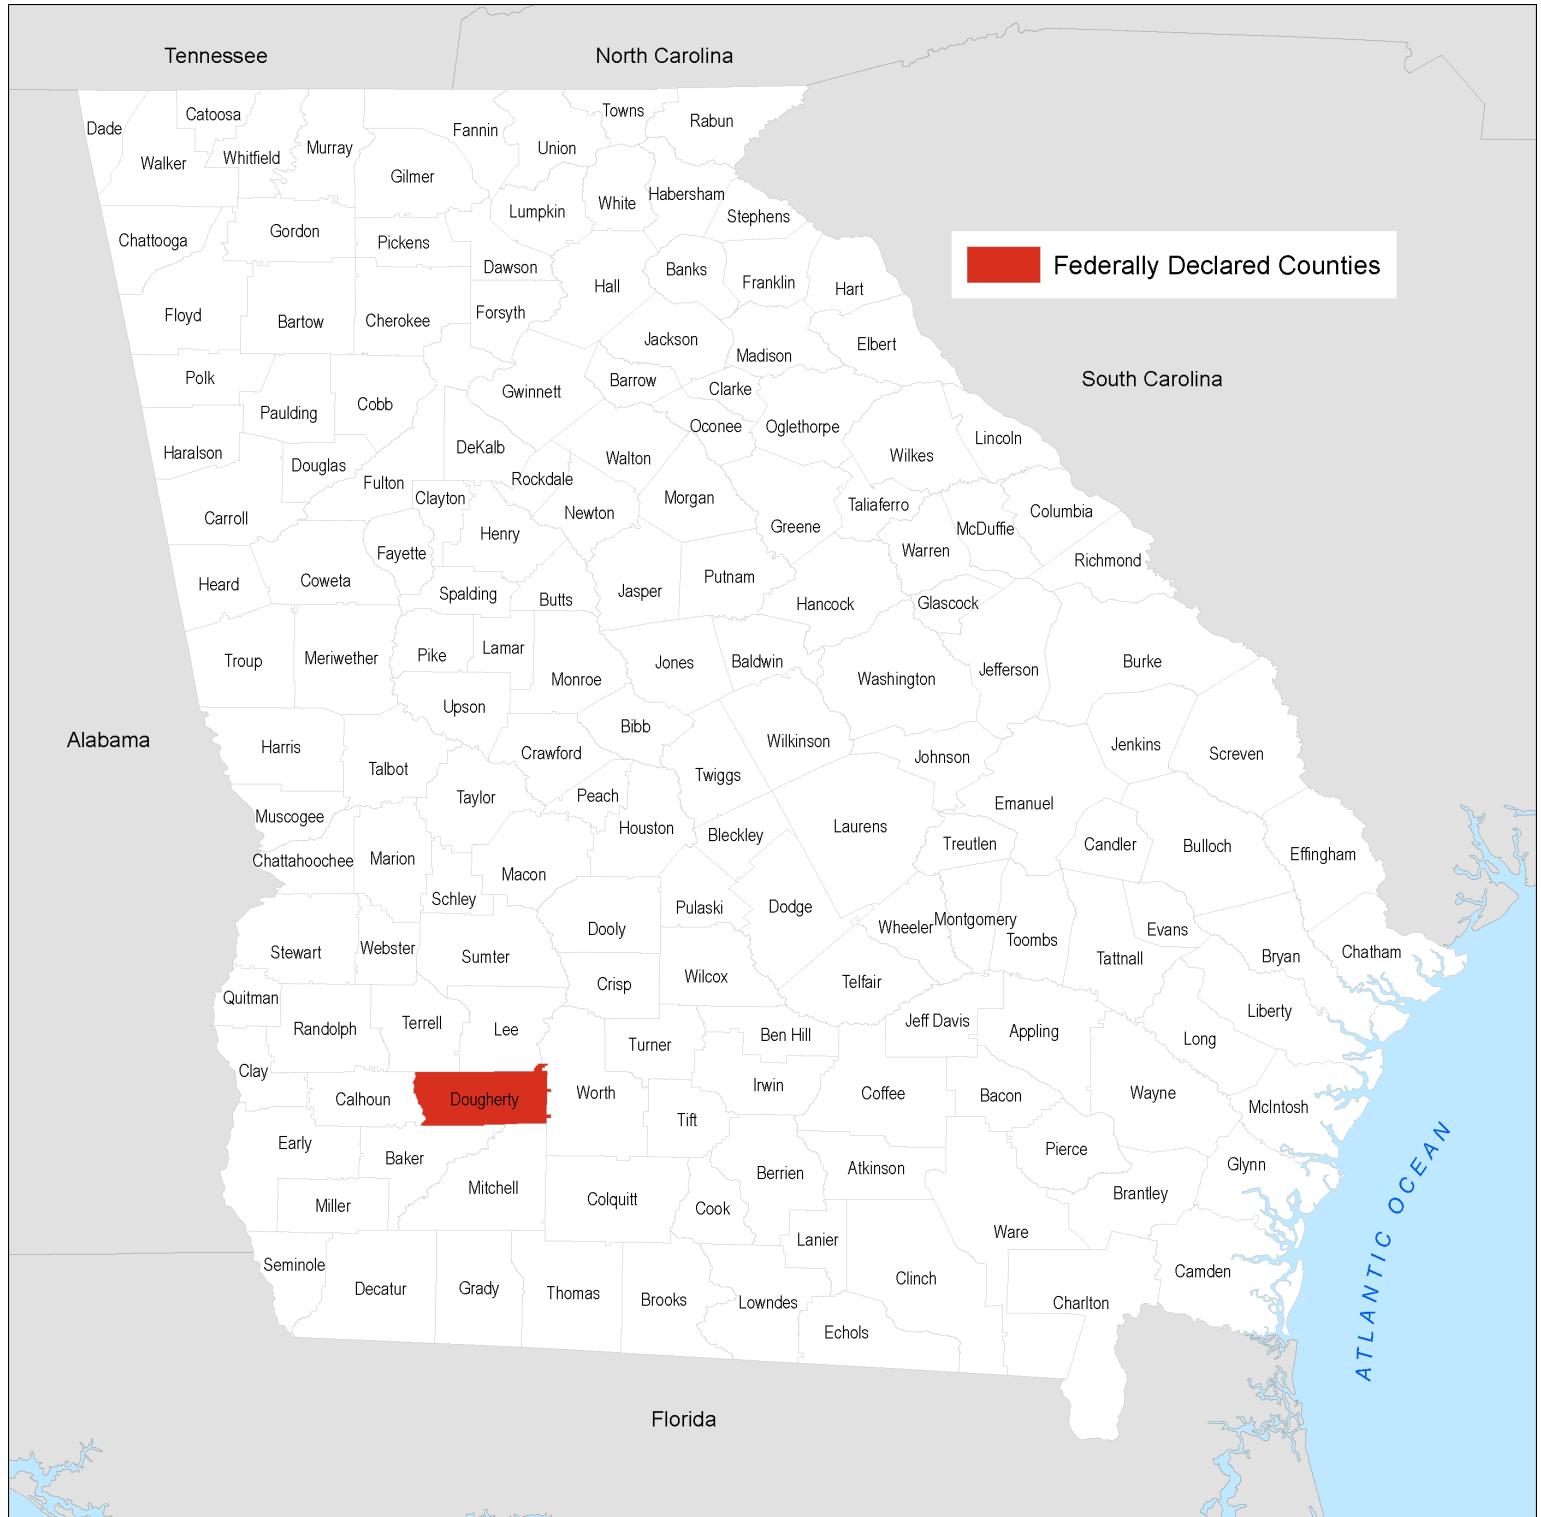 Tennessee
North Carolina
Towns
Catoosa
Rabun
Dade
Fannin
Murray
Union
Whitfield
Walker
Gilmer
Habersham
White
Lumpkin
Stephens
Gordon
Chattooga
Pickens
Federally Declared Counties
Dawson
Banks
Franklin
Hall
Hart
Forsyth
Floyd
Bartow
Cherokee
Jackson
Elbert
Madison
Polk
South Carolina
Barrow
Clarke
Gwinnett
Cobb
Paulding
Oconee
Oglethorpe
Lincoln
DeKalb
Haralson
Wilkes
Walton
Douglas
Rockdale
Fulton
Clayton
Morgan
Taliaferro
Columbia
Newton
Carroll
Greene
McDuffie
Henry
Warren
Fayette
Richmond
Putnam
Coweta
Heard
Jasper
Spalding
Butts
Glascock
Hancock
Lamar
Pike
Meriwether
Troup
Jones
Baldwin
Burke
Jefferson
Washington
Monroe
Upson
Bibb
Alabama
Wilkinson
Jenkins
Harris
Crawford
Screven
Johnson
Talbot
Twiggs
Peach
Taylor
Emanuel
Muscogee
Laurens
Houston
Bleckley
Treutlen
Candler
Bulloch
Effingham
Chattahoochee
Marion
Macon
Schley
Pulaski
Dodge
Montgomery
Wheeler
Dooly
Evans
Toombs
Webster
Stewart
Chatham
Sumter
Bryan
Tattnall
Wilcox
Telfair
Crisp
Quitman
Liberty
Jeff Davis
Terrell
Randolph
Lee
Appling
Ben Hill
Long
Turner
Clay
Irwin
Worth
Coffee
Wayne
Bacon
Calhoun
Dougherty
McIntosh
Tift
Early
Pierce
Baker
Glynn
Atkinson
Berrien
Mitchell
Brantley
Colquitt
Miller
Cook
Ware
Lanier
ATLANTIC OCEAN
Seminole
Camden
Clinch
Decatur
Grady
Thomas
Brooks
Lowndes
Charlton
Echols
Florida